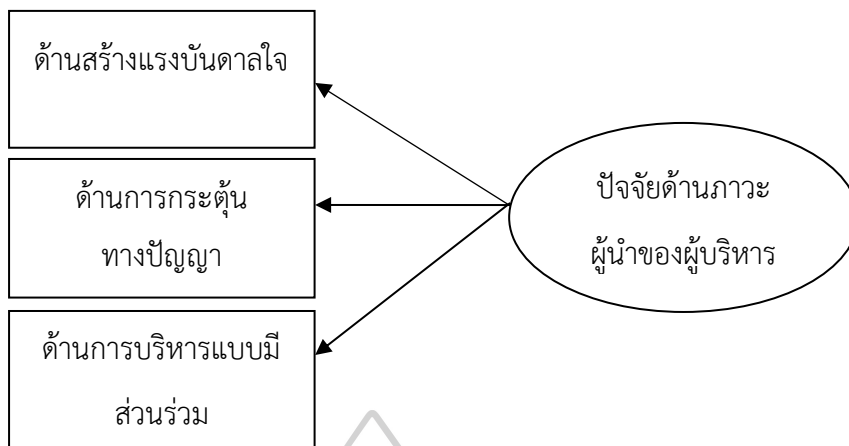 ด้านสร้างแรงบันดาลใจ
ด้านการกระตุ้น
ทางปัญญา
ด้านการบริหารแบบมี
ส่วนร่วม
ปัจจัยด้านภาวะ
ผู้นำของผู้บริหาร